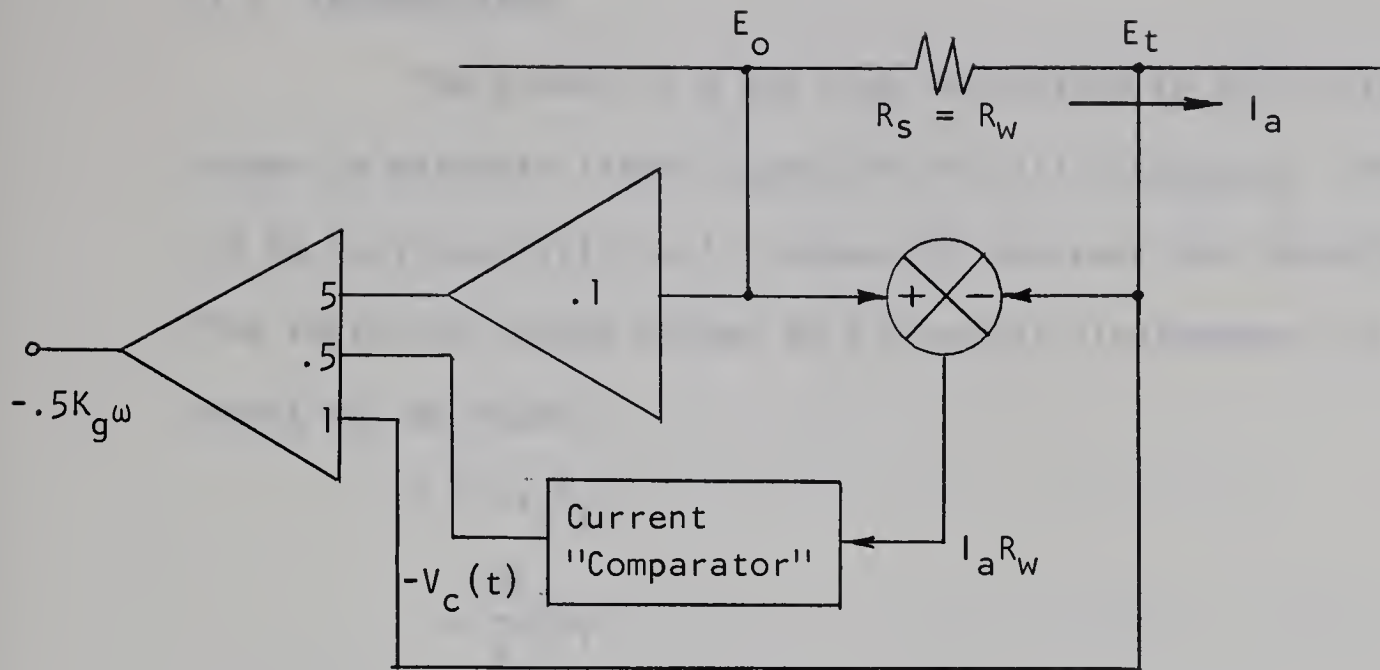 E_o
E_t
R_s = R_w
I_a
.1
5
.5
1
+
-
-.5K_gω
Current
"Comparator"
I_aR_w
-V_c(t)